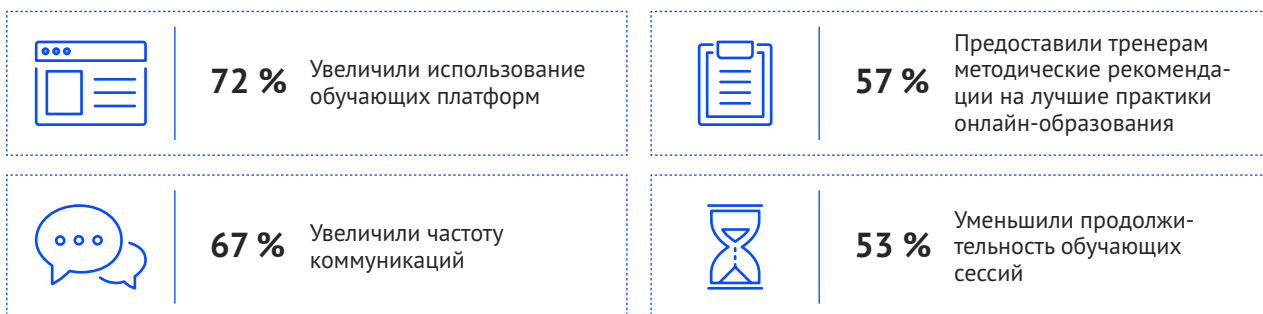 72 %
Увеличили использование
обучающих платформ
57 %
Предоставили тренерам
методические рекоменда-
ции на лучшие практики
онлайн-образования
67 %
Увеличили частоту
коммуникаций
53 %
Уменьшили продолжи-
тельность обучающих
сессий